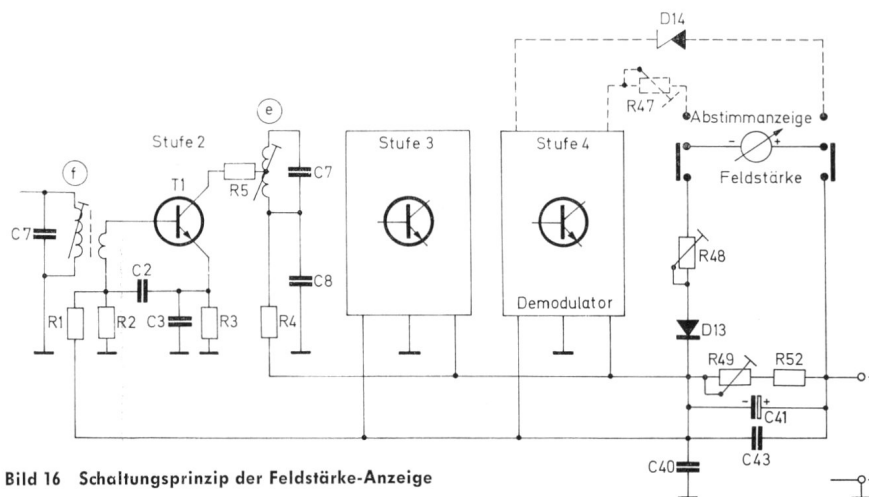 D14
R47
Abstimmanzeige
- +
Feldstärke
e
f
Stufe 2
Stufe 3
Stufe 4
T1
R5
C7
C7
C2
C8
R48
R1
R2
C3
R3
R4
Demodulator
D13
R49
R52
- +
C41
C43
C40
Bild 16 Schaltungsprinzip der Feldstärke-Anzeige